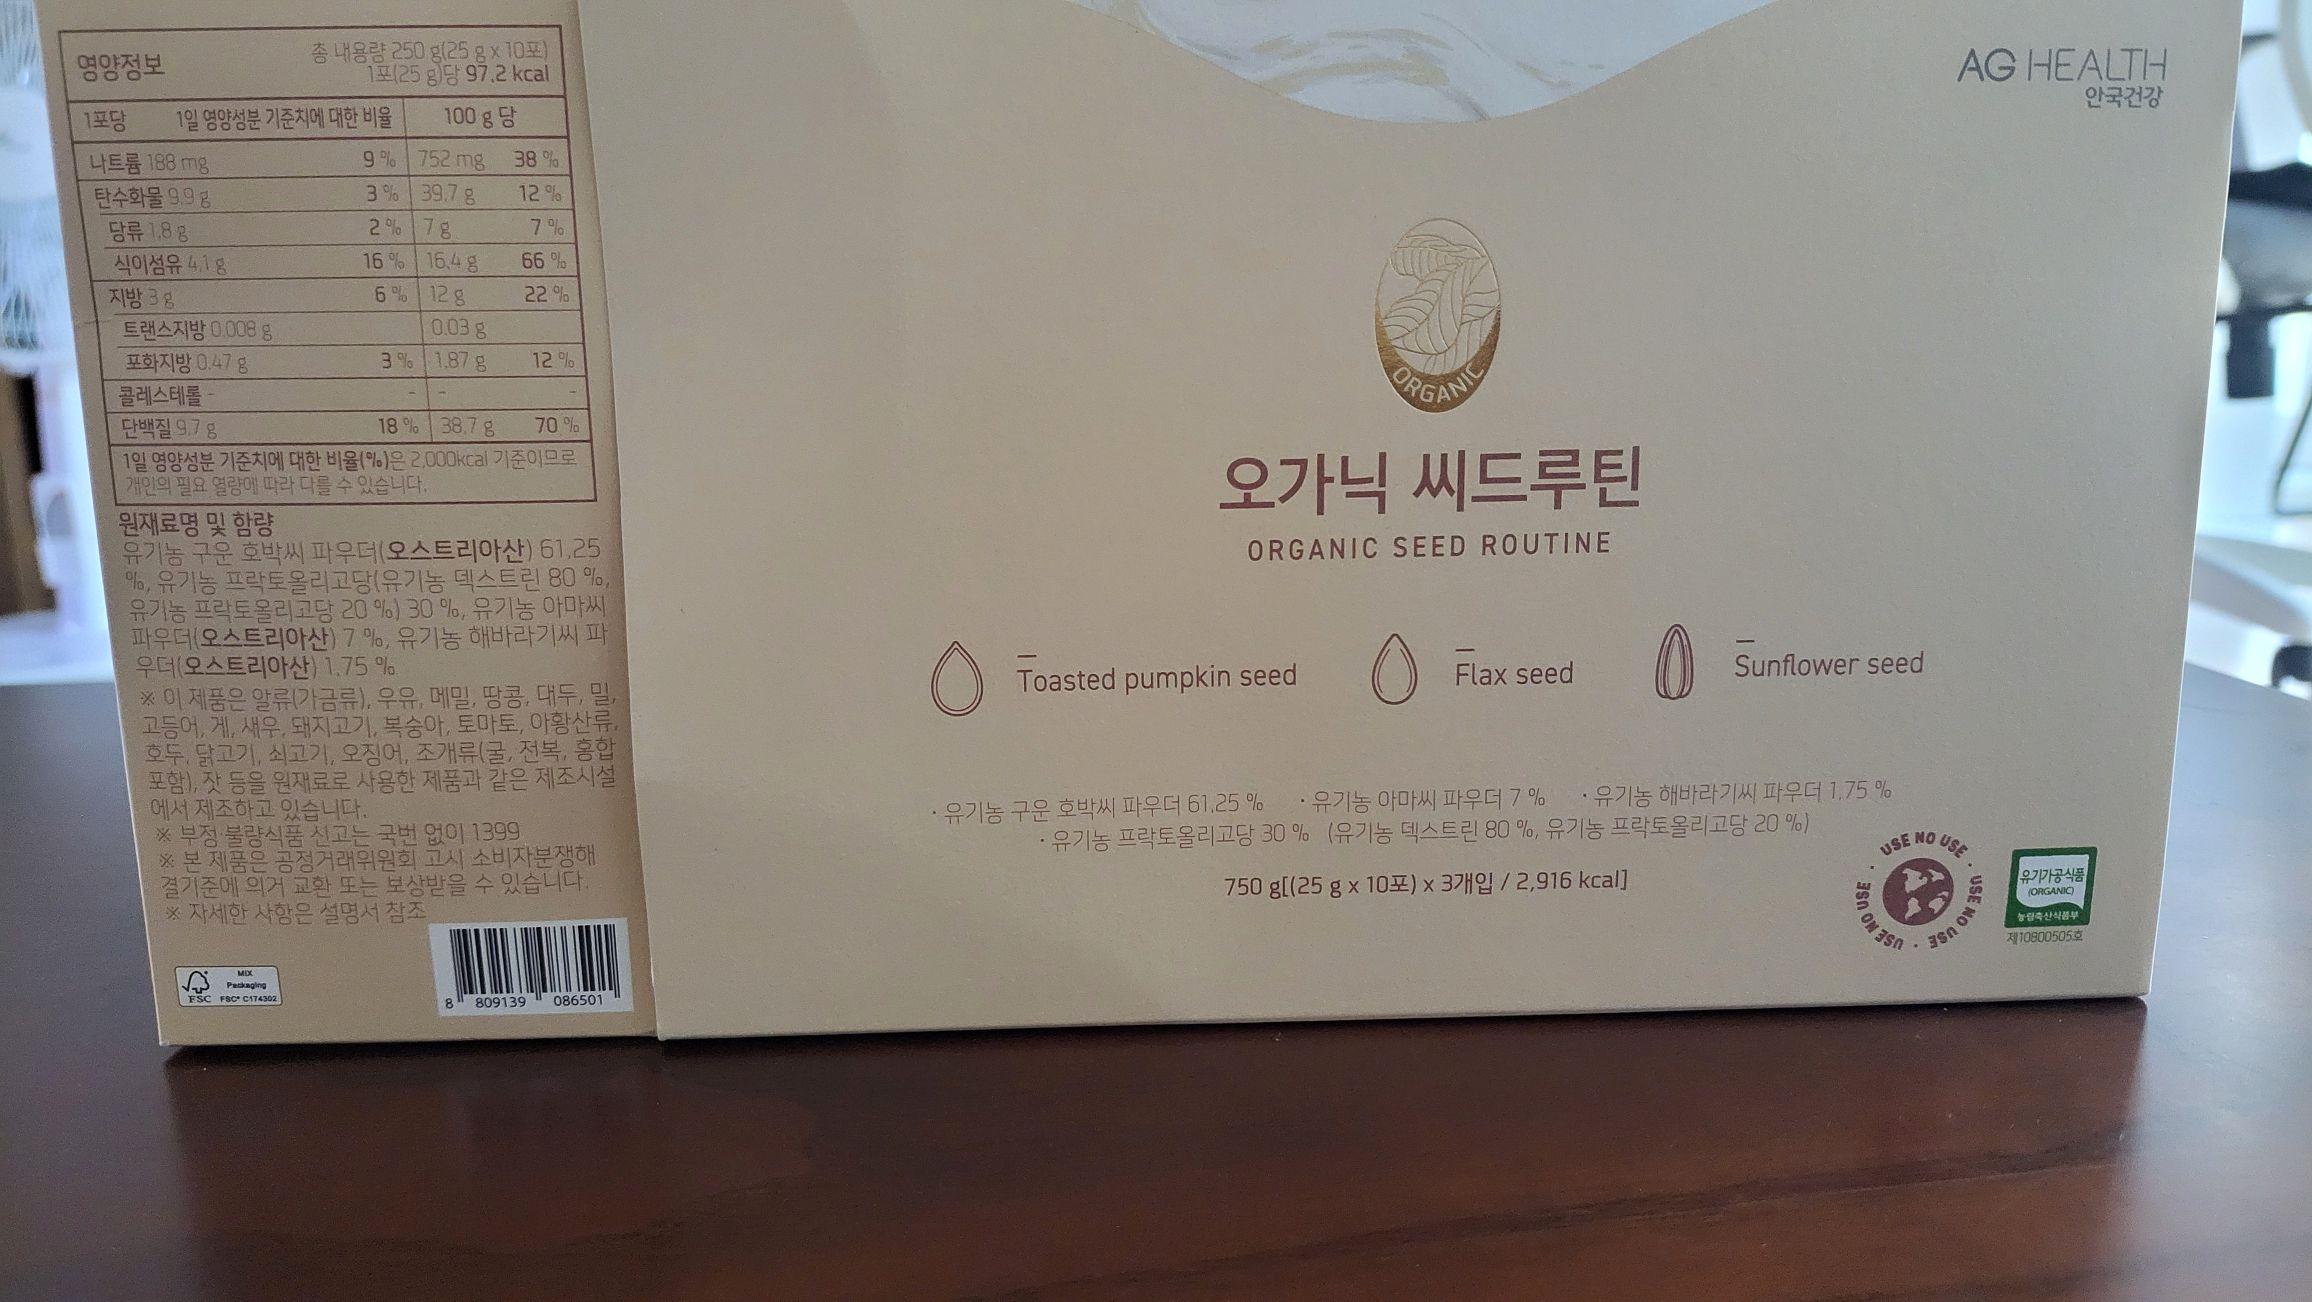 영양정보
총 내용량 250 g(25 g x 10포)
1포(25 g)당 97.2 kcal
1포당 1일 영양성분 기준치에 대한 비율 100 g 당
나트륨 188 mg 9 % 752 mg 38 %
탄수화물 9.9 g 3 % 39.7 g 12 %
당류 1.8 g 2 % 7 g 7 %
식이섬유 4.1 g 16 % 16.4 g 66 %
지방 3 g 6 % 12 g 22 %
트랜스지방 0.008 g 0.03 g
포화지방 0.47 g 3 % 1.87 g 12 %
콜레스테롤 - - - -
단백질 9.7 g 18 % 38.7 g 70 %
1일 영양성분 기준치에 대한 비율(%)은 2,000kcal 기준이므로
개인의 필요 열량에 따라 다를 수 있습니다.
원재료명 및 함량
유기농 구운 호박씨 파우더(오스트리아산) 61.25
%, 유기농 프락토올리고당(유기농 덱스트린 80 %,
유기농 프락토올리고당 20 %) 30 %, 유기농 아마씨
파우더(오스트리아산) 7 %, 유기농 해바라기씨 파
우더(오스트리아산) 1.75 %
※ 이 제품은 알류(가금류), 우유, 메밀, 땅콩, 대두, 밀,
고등어, 게, 새우, 돼지고기, 복숭아, 토마토, 아황산류,
호두, 닭고기, 쇠고기, 오징어, 조개류(굴, 전복, 홍합
포함), 잣 등을 원재료로 사용한 제품과 같은 제조시설
에서 제조하고 있습니다.
※ 부정·불량식품 신고는 국번 없이 1399
※ 본 제품은 공정거래위원회 고시 소비자분쟁해
결기준에 의거 교환 또는 보상받을 수 있습니다.
※ 자세한 사항은 설명서 참조
FSC
MIX
Packaging
FSC® C174302
8 809139 086501
AG HEALTH
안국건강
ORGANIC
오가닉 씨드루틴
ORGANIC SEED ROUTINE
Toasted pumpkin seed Flax seed Sunflower seed
· 유기농 구운 호박씨 파우더 61.25 % · 유기농 아마씨 파우더 7 % · 유기농 해바라기씨 파우더 1.75 %
· 유기농 프락토올리고당 30 % (유기농 덱스트린 80 %, 유기농 프락토올리고당 20 %)
750 g[(25 g x 10포) x 3개입 / 2,916 kcal]
USE NO USE · USE NO USE · USE NO USE ·
유기가공식품
(ORGANIC)
농림축산식품부
제10800505호